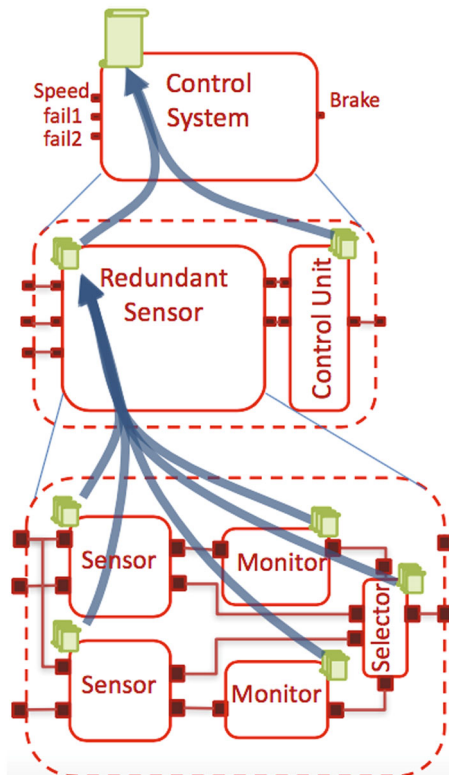 Speed
fail1
fail2
Control
System
Brake
Redundant
Sensor
Control Unit
Sensor
Monitor
Selector
Sensor
Monitor